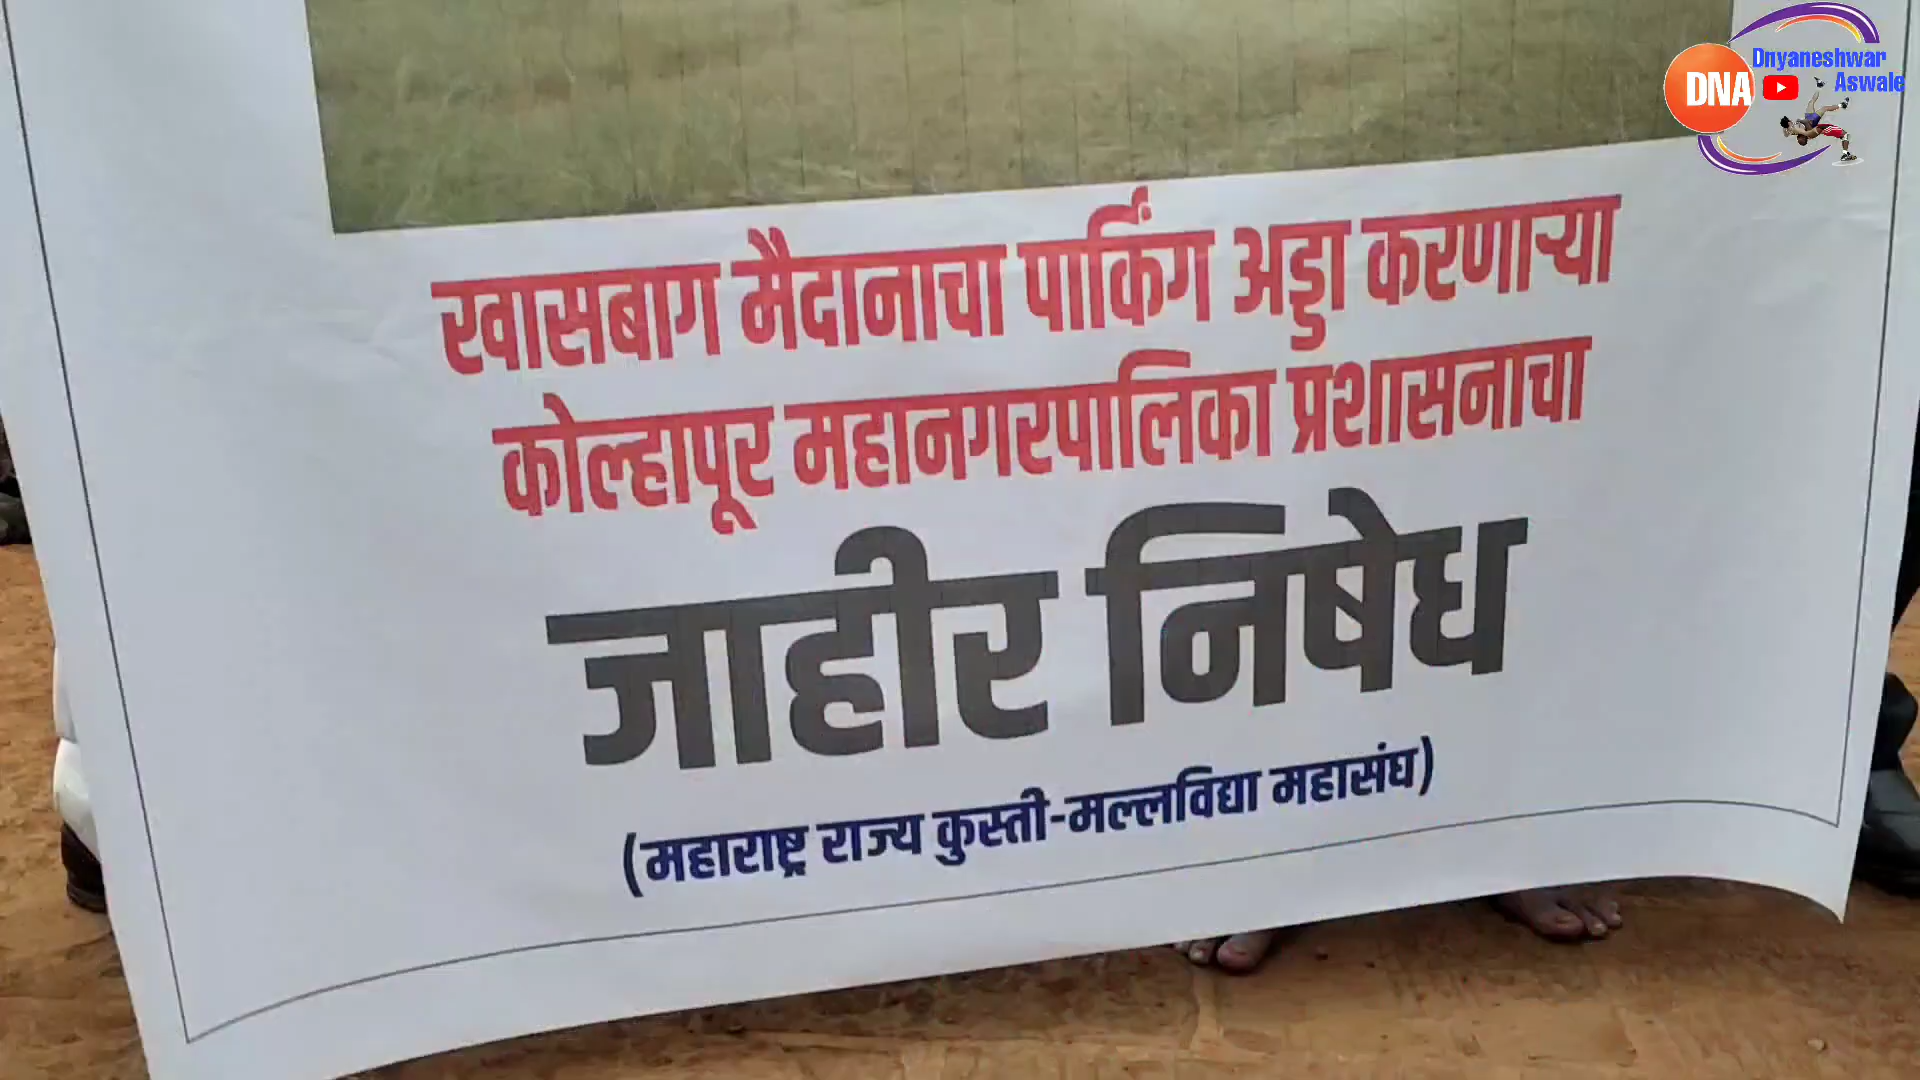 DNA
Dnyaneshwar
Aswale
खासबाग मैदानाचा पार्किंग अड्डा करणाऱ्या
कोल्हापूर महानगरपालिका प्रशासनाचा
जाहीर निषेध
(महाराष्ट्र राज्य कुस्ती-मल्लविद्या महासंघ)